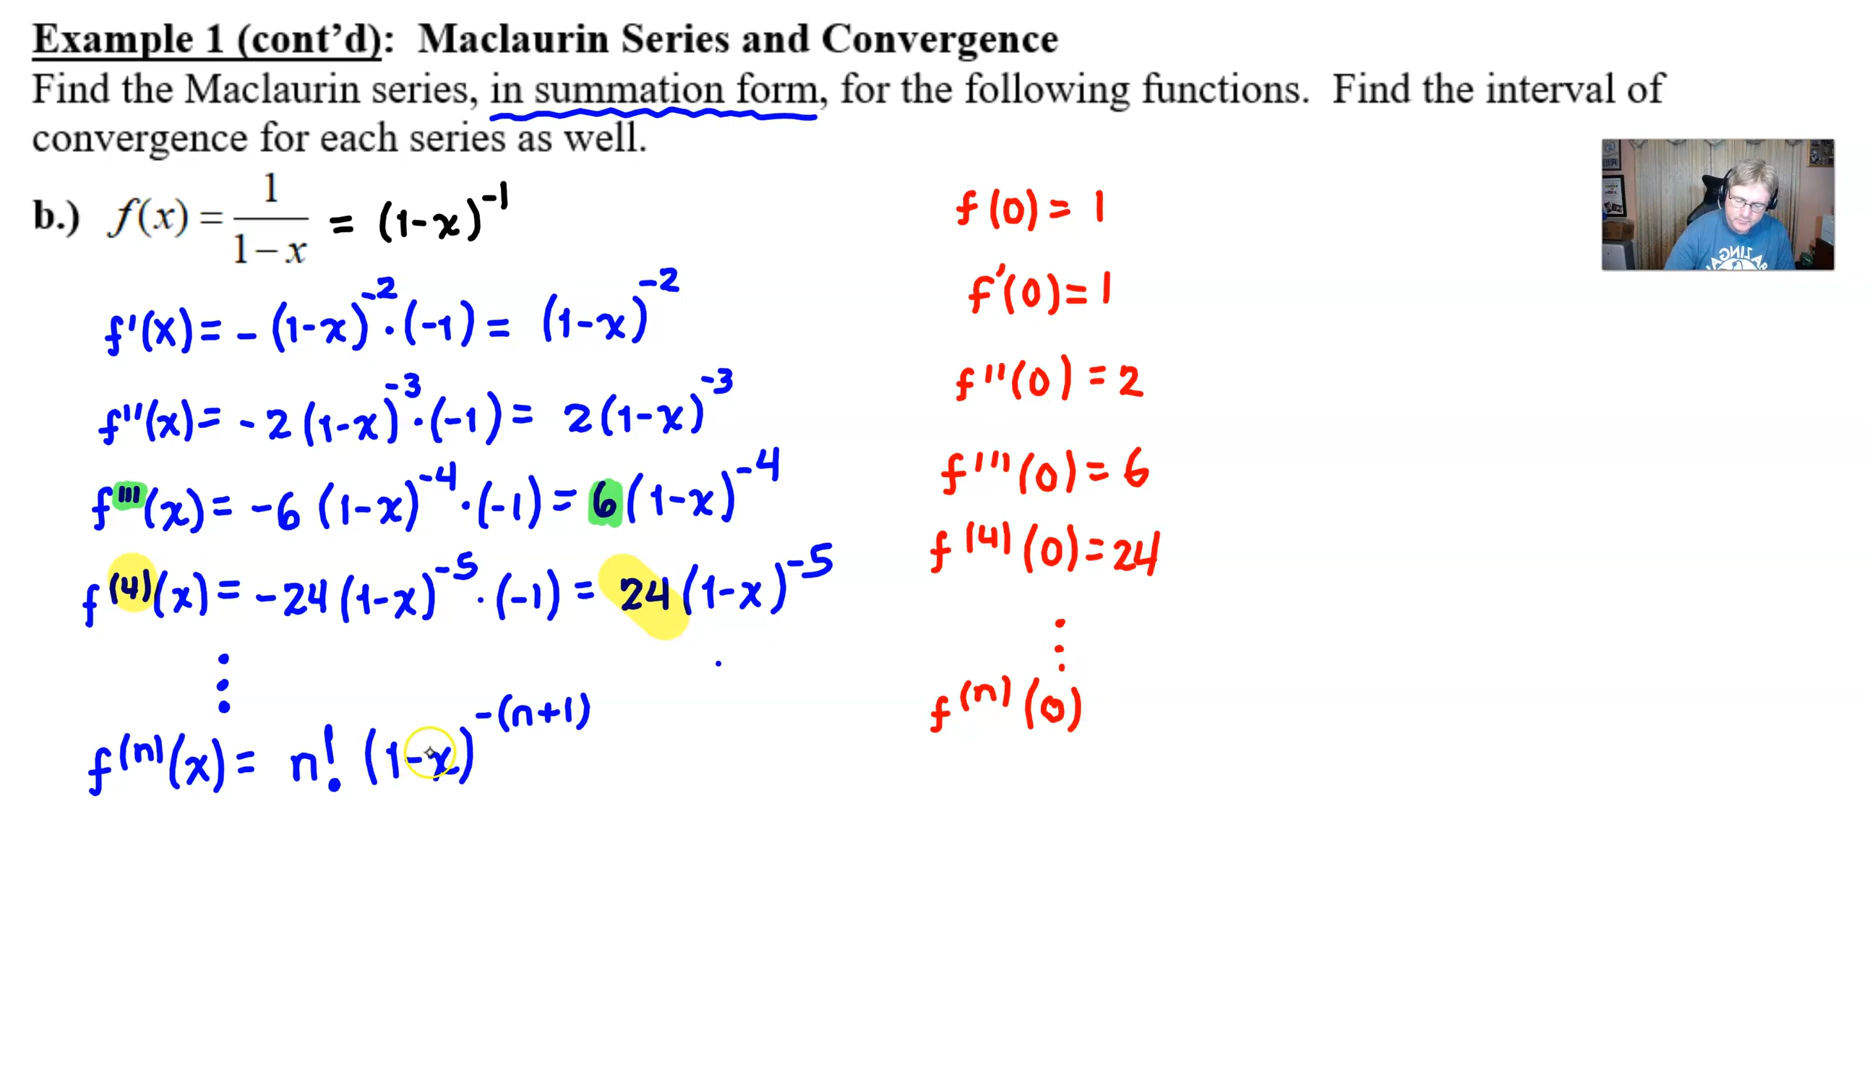 Example 1 (cont'd): Maclaurin Series and Convergence
Find the Maclaurin series, in summation form, for the following functions. Find the interval of
convergence for each series as well.
b.) f(x) = 1/(1 − x) = (1-x)^-1
f'(x) = -(1-x)^-2 · (-1) = (1-x)^-2
f''(x) = -2(1-x)^-3 · (-1) = 2(1-x)^-3
f'''(x) = -6(1-x)^-4 · (-1) = 6(1-x)^-4
f^(4)(x) = -24(1-x)^-5 · (-1) = 24(1-x)^-5
⋮
f^(n)(x) = n! (1-x)^-(n+1)
f(0) = 1
f'(0) = 1
f''(0) = 2
f'''(0) = 6
f^(4)(0) = 24
⋮
f^(n)(0)